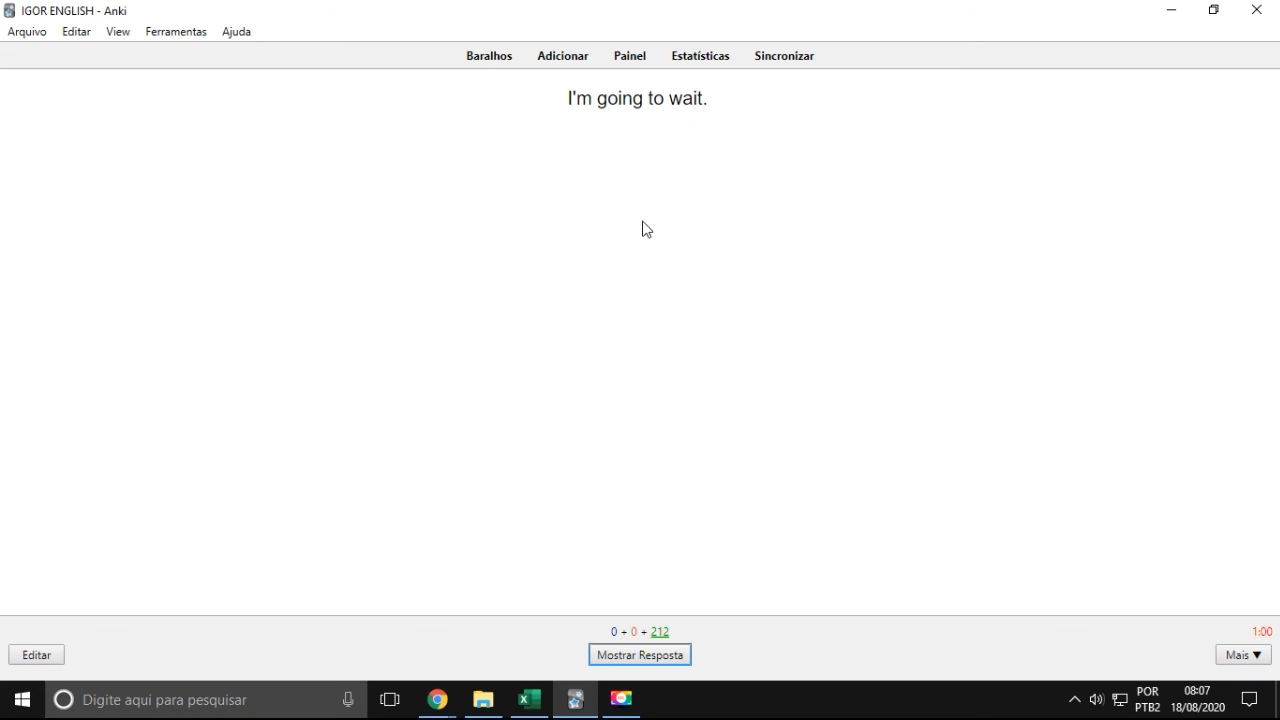 IGOR ENGLISH - Anki
Arquivo Editar View Ferramentas Ajuda
Baralhos Adicionar Painel Estatísticas Sincronizar
I'm going to wait.
0 + 0 + 212
1:00
Editar
Mostrar Resposta
Mais ▼
Digite aqui para pesquisar
POR
PTB2
08:07
18/08/2020